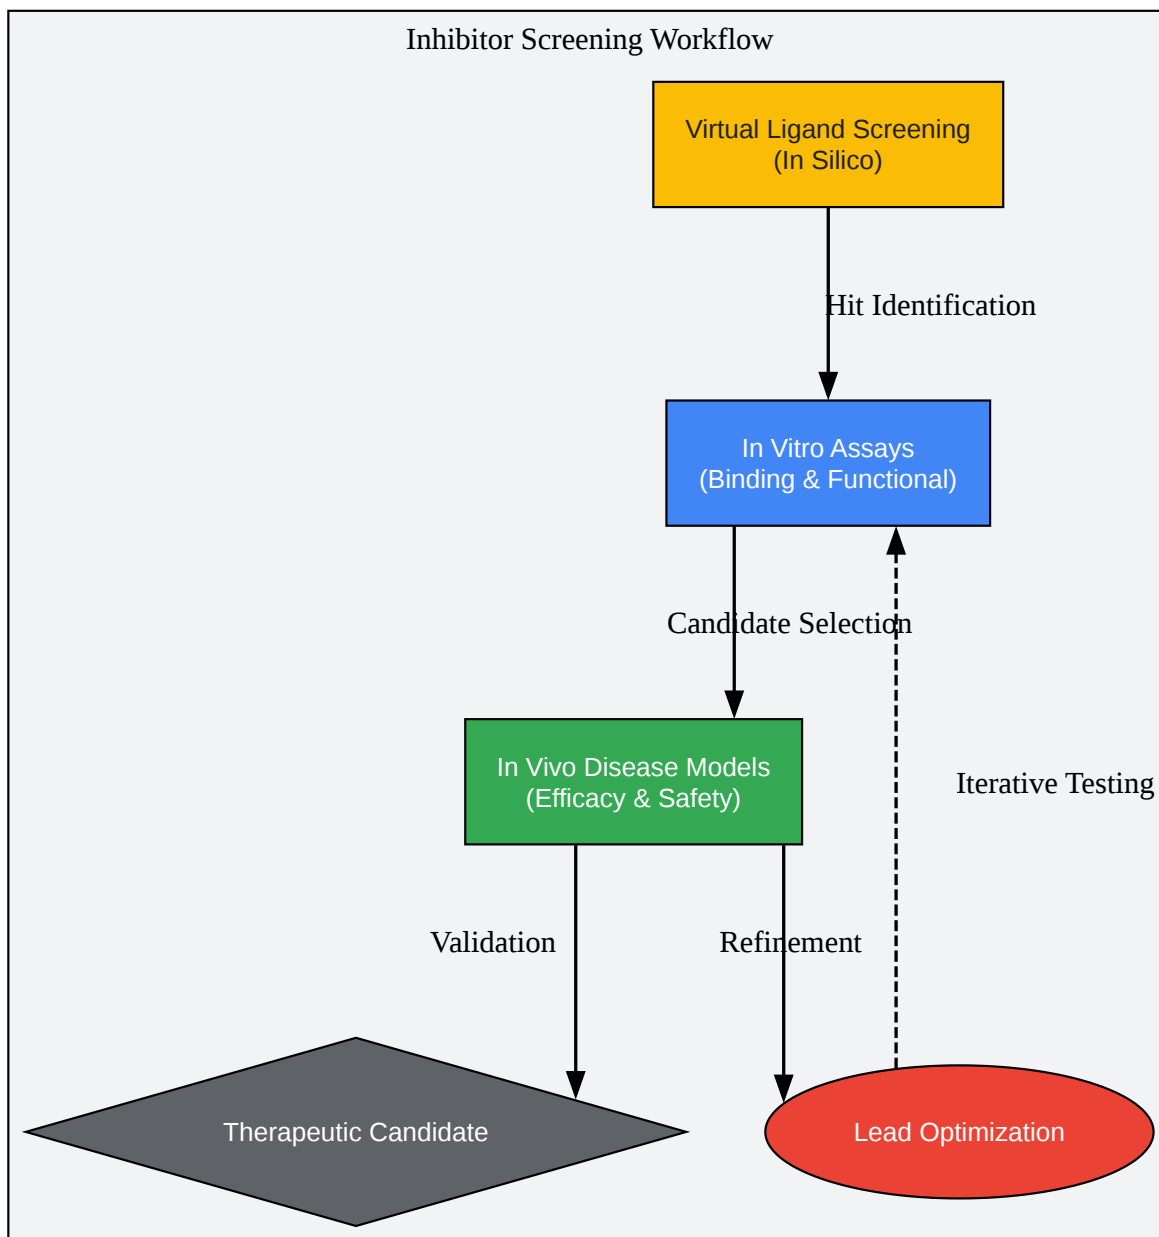 Inhibitor Screening Workflow
Virtual Ligand Screening
(In Silico)
Hit Identification
In Vitro Assays
(Binding & Functional)
Candidate Selection
In Vivo Disease Models
(Efficacy & Safety)
Iterative Testing
Validation
Refinement
Therapeutic Candidate
Lead Optimization